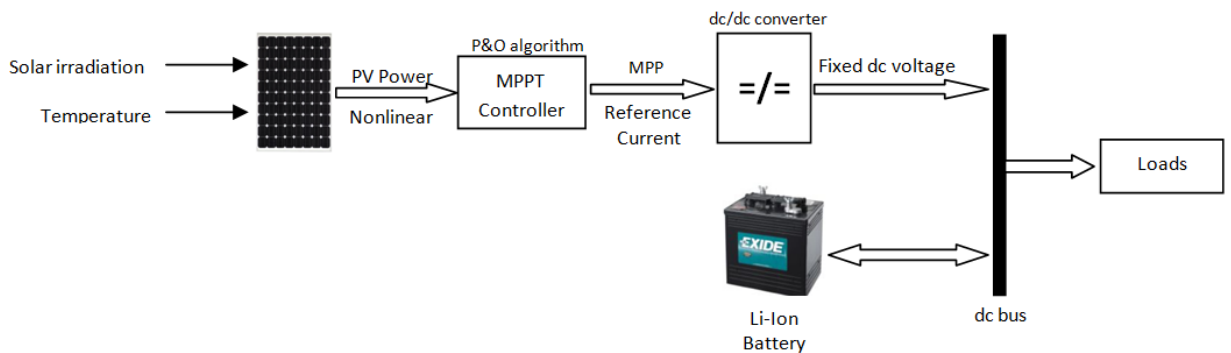 dc/dc converter
P&O algorithm
Solar irradiation
PV Power
MPPT
MPP
=/=
Fixed dc voltage
Temperature
Nonlinear
Controller
Reference
Current
Loads
EXIDE
Li-Ion
Battery
dc bus